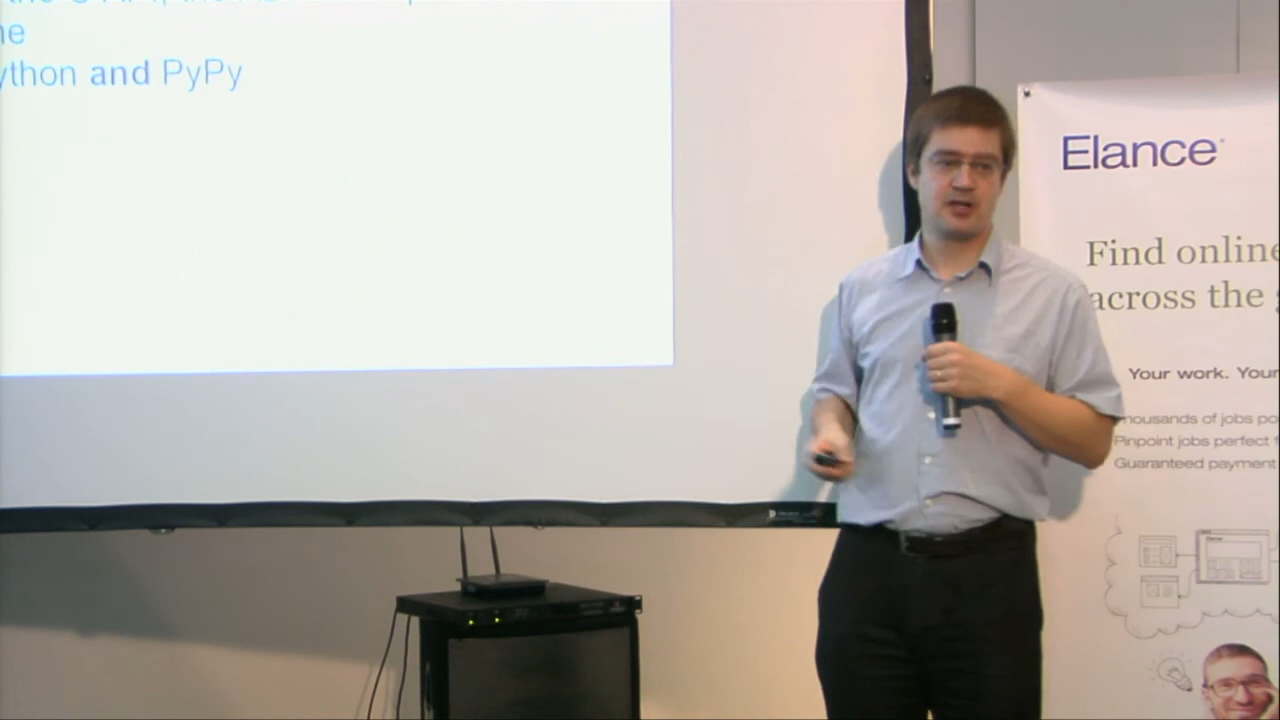 ne
ython and PyPy
Elance
Find online
across the
Your work. Your
housands of jobs po
Pinpoint jobs perfect f
Guaranteed payment